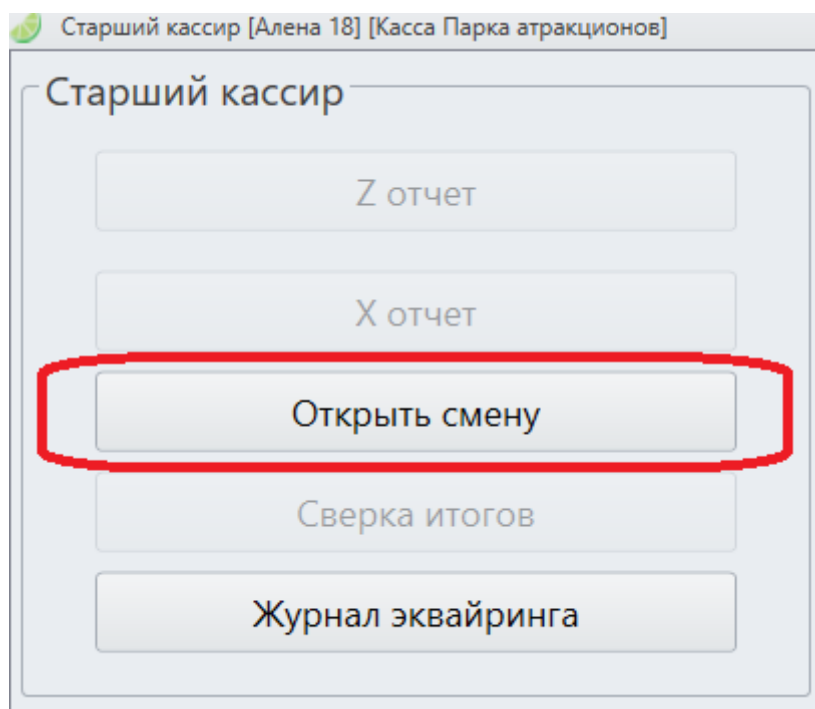 Старший кассир [Алена 18] [Касса Парка атракционов]
Старший кассир
Z отчет
X отчет
Открыть смену
Сверка итогов
Журнал эквайринга